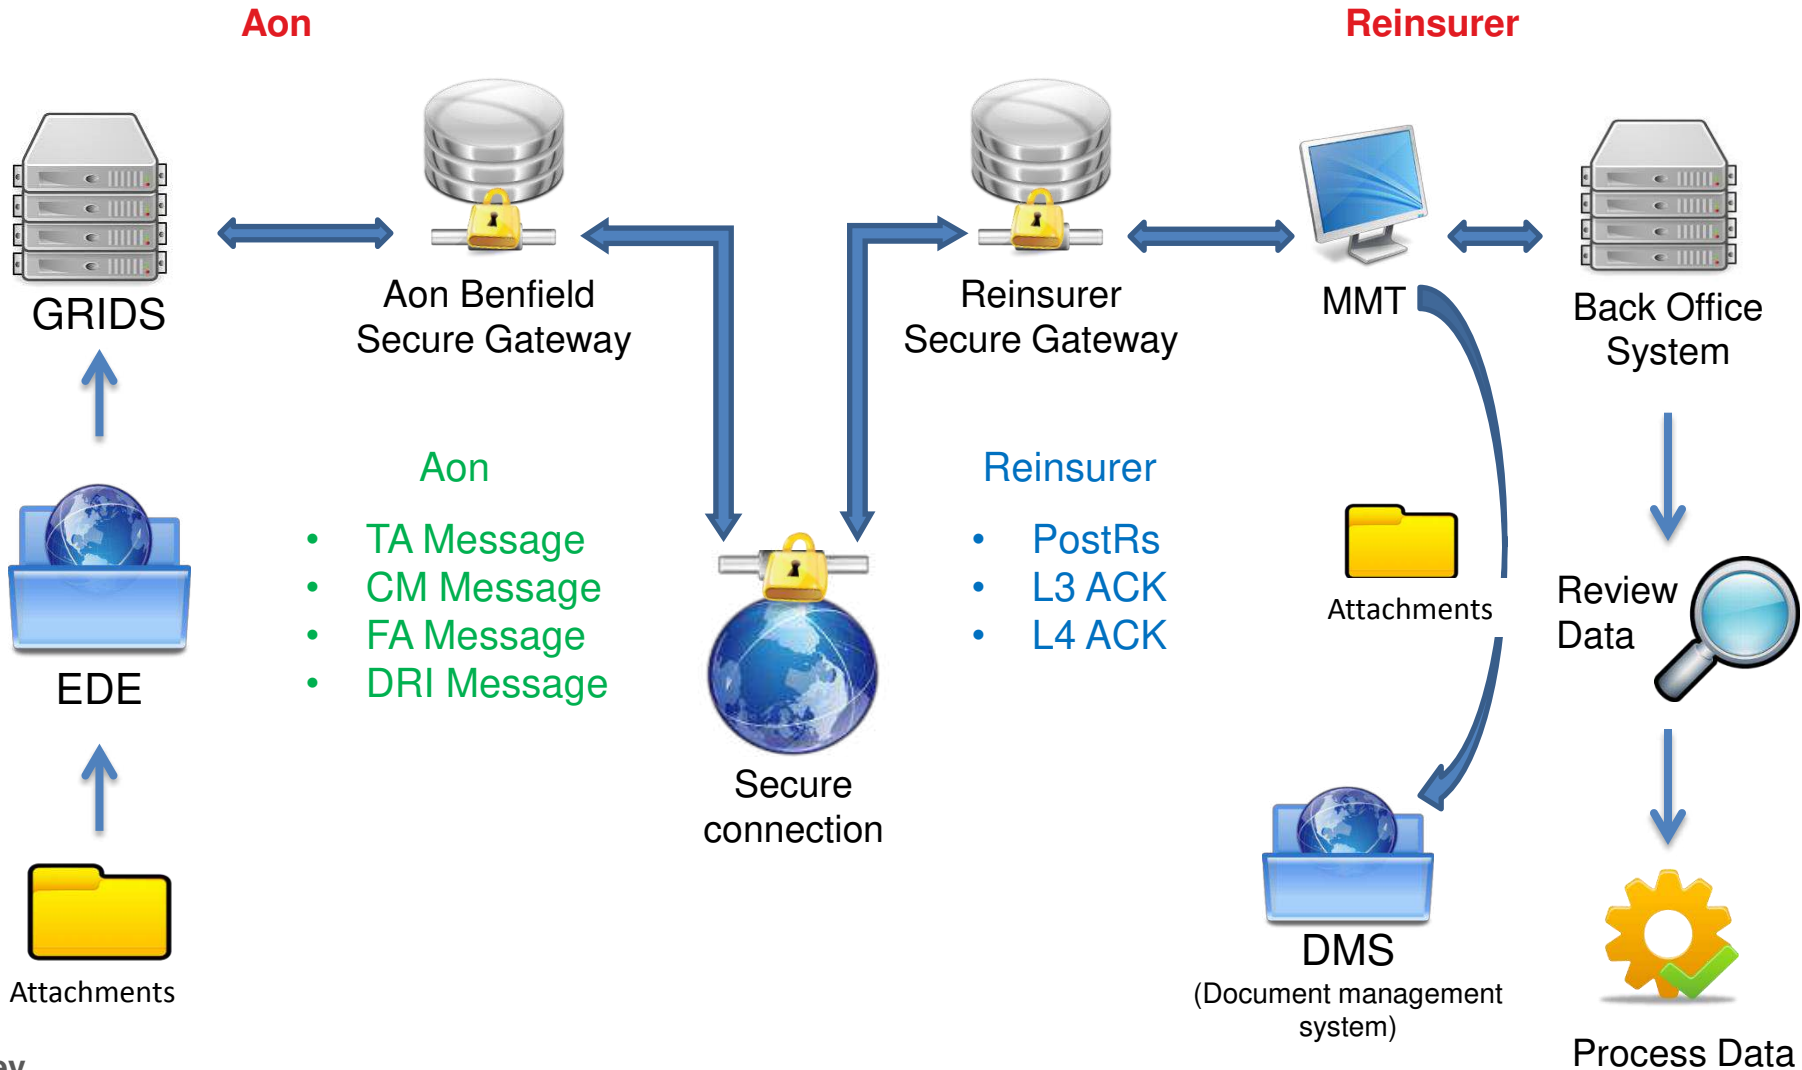 Aon
Reinsurer
GRIDS
Aon Benfield
Secure Gateway
Reinsurer
Secure Gateway
MMT
Back Office
System
Aon
• TA Message
• CM Message
• FA Message
• DRI Message
Reinsurer
• PostRs
• L3 ACK
• L4 ACK
Attachments
Review
Data
EDE
Secure
connection
Attachments
DMS
(Document management
system)
Process Data